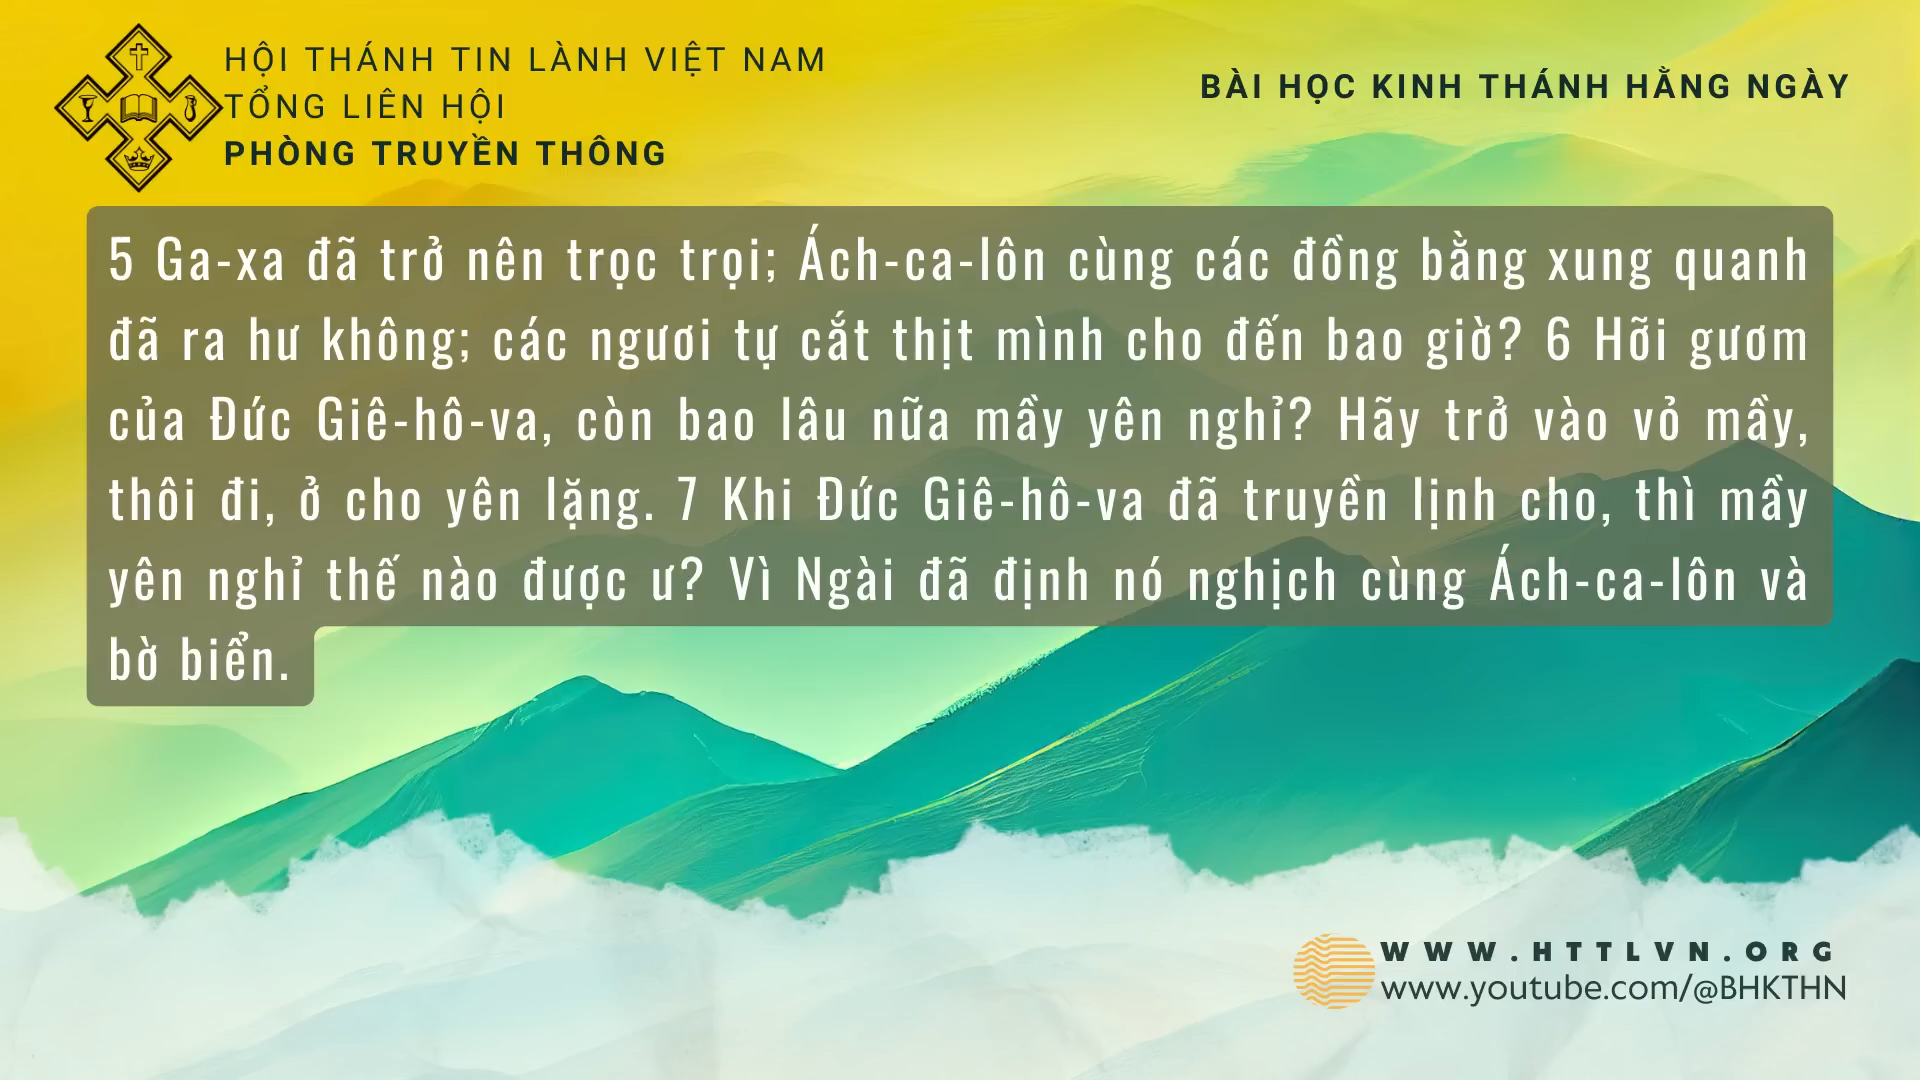 HỘI THÁNH TIN LÀNH VIỆT NAM
TỔNG LIÊN HỘI
PHÒNG TRUYỀN THÔNG
BÀI HỌC KINH THÁNH HẰNG NGÀY
5 Ga-xa đã trở nên trọc trọi; Ách-ca-lôn cùng các đồng bằng xung quanh
đã ra hư không; các ngươi tự cắt thịt mình cho đến bao giờ? 6 Hỡi gươm
của Đức Giê-hô-va, còn bao lâu nữa mầy yên nghỉ? Hãy trở vào vỏ mầy,
thôi đi, ở cho yên lặng. 7 Khi Đức Giê-hô-va đã truyền lịnh cho, thì mầy
yên nghỉ thế nào được ư? Vì Ngài đã định nó nghịch cùng Ách-ca-lôn và
bờ biển.
WWW.HTTLVN.ORG
www.youtube.com/@BHKTHN